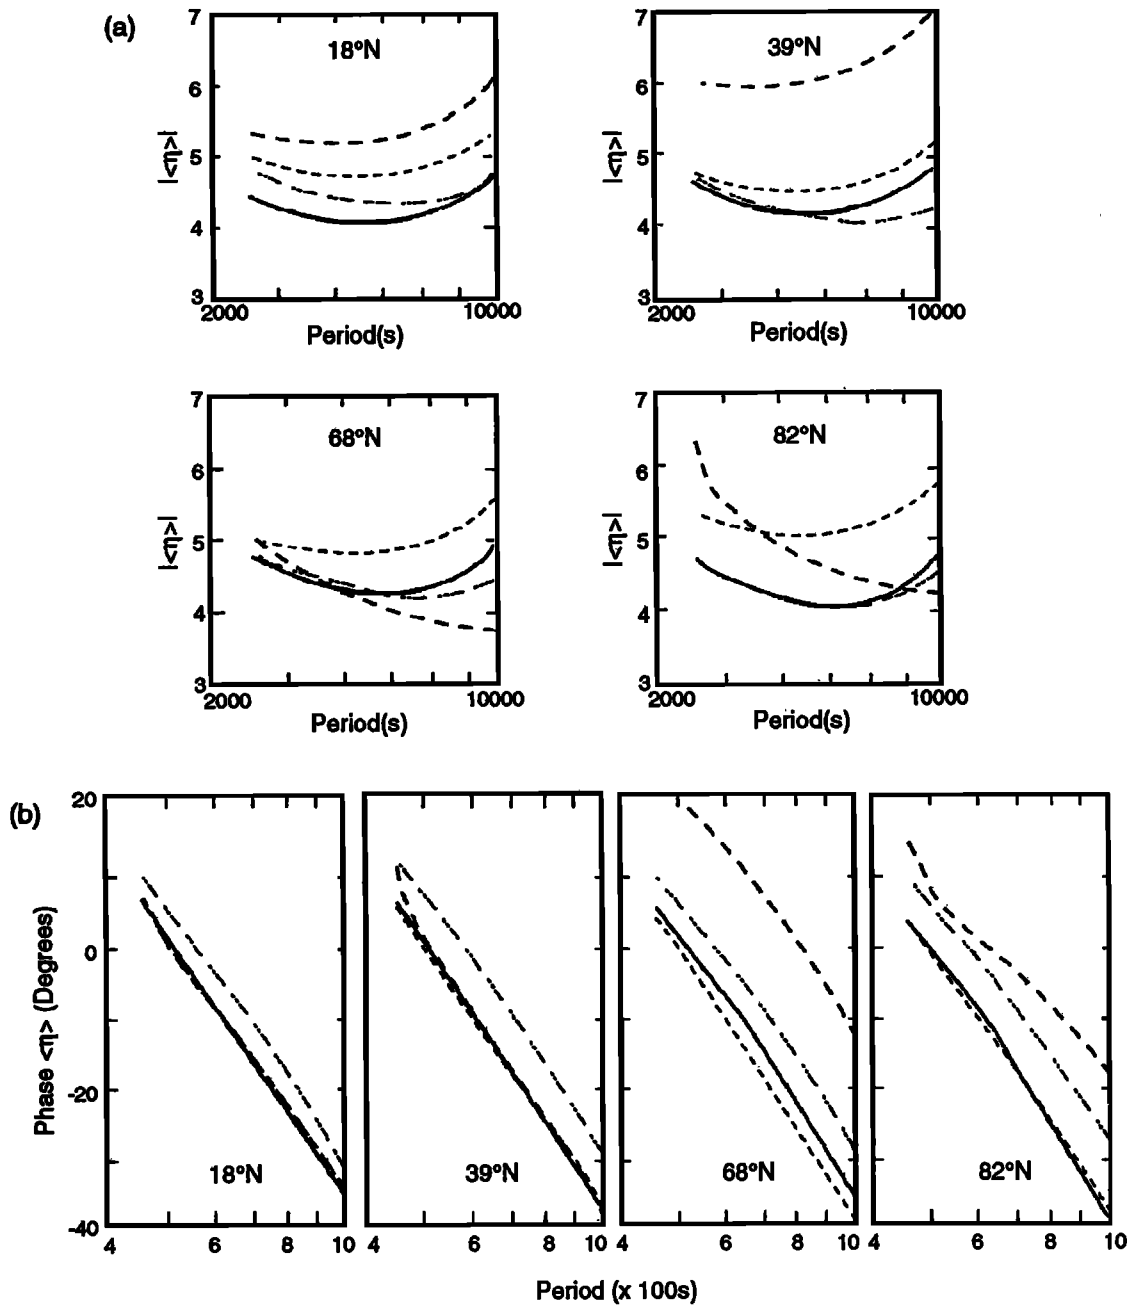 (a)
7
6
5
4
3
|<η>|
18°N
2000
10000
Period(s)
7
6
5
4
3
|<η>|
39°N
2000
10000
Period(s)
7
6
5
4
3
|<η>|
68°N
2000
10000
Period(s)
7
6
5
4
3
|<η>|
82°N
2000
10000
Period(s)
(b)
20
0
-20
-40
Phase <η> (Degrees)
18°N
4 6 8 10
39°N
4 6 8 10
68°N
4 6 8 10
82°N
4 6 8 10
Period (x 100s)